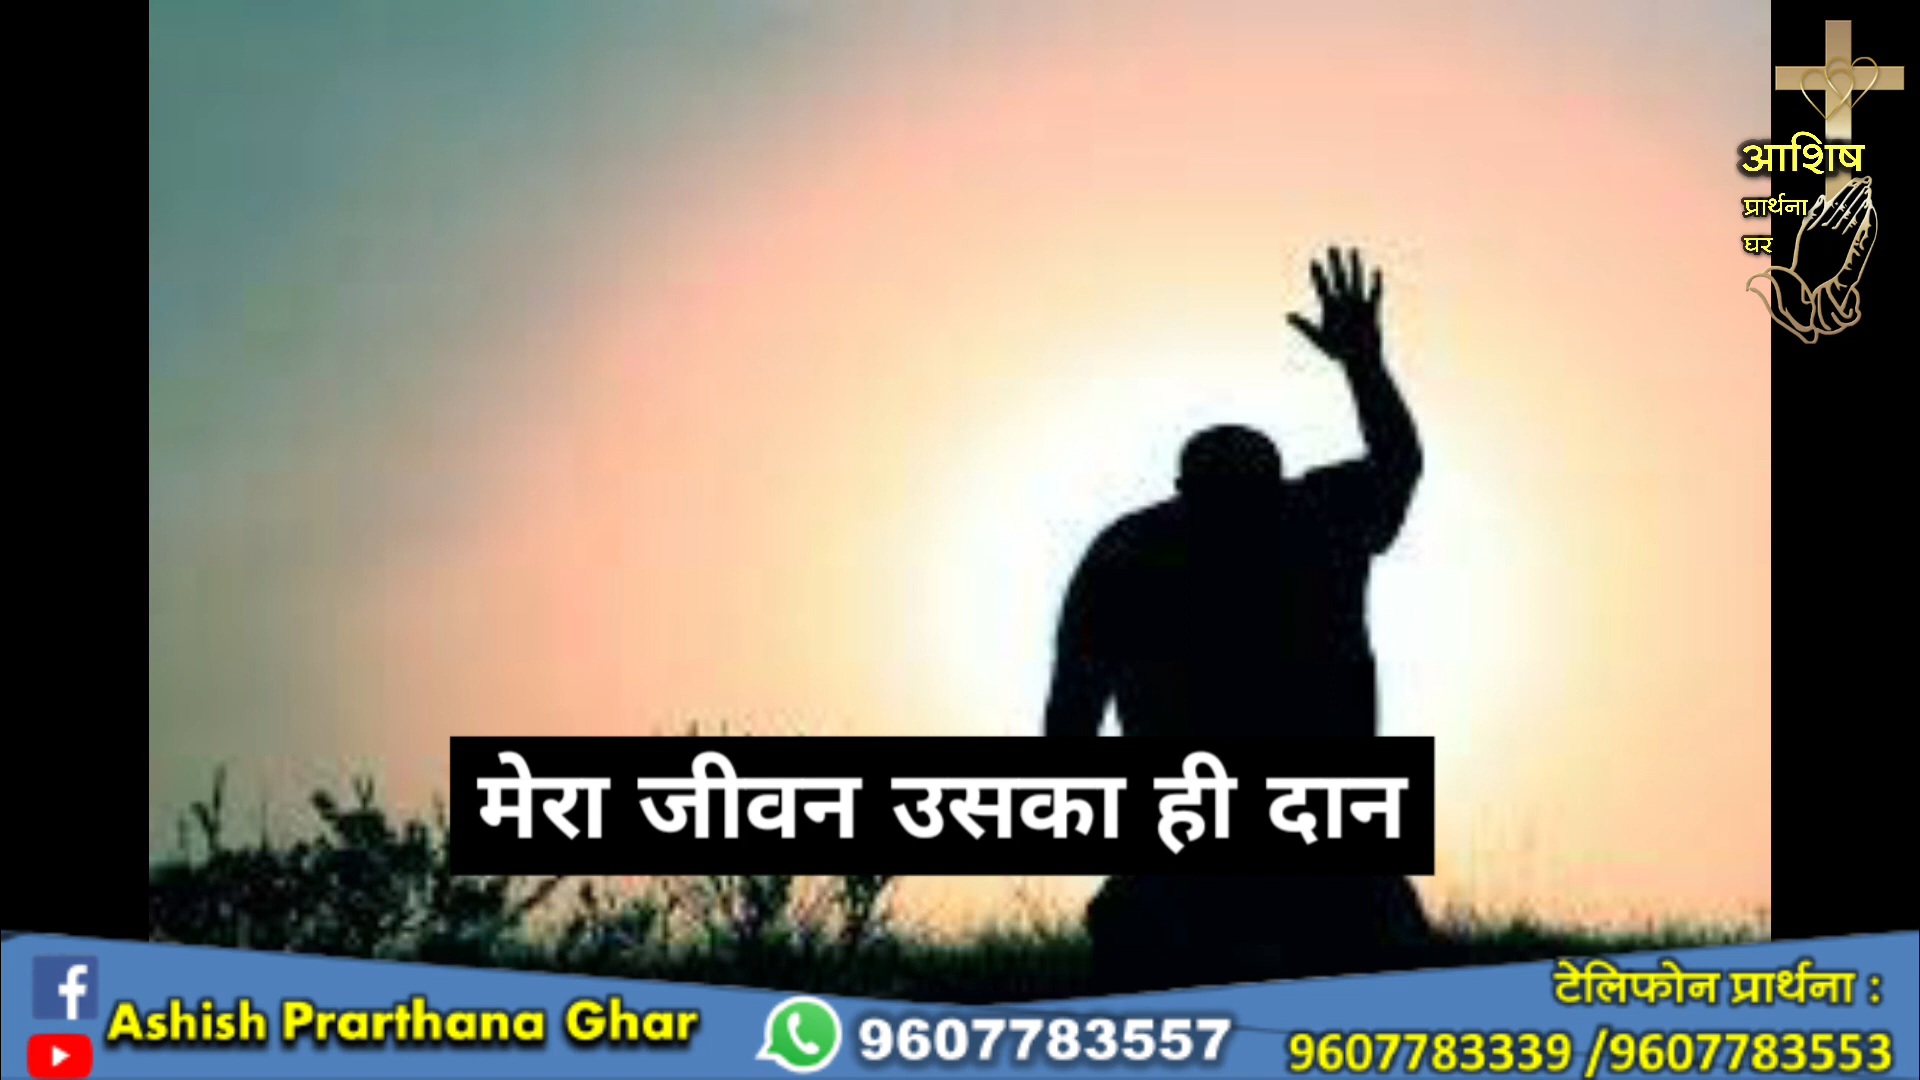 आशिष
प्रार्थना
घर
मेरा जीवन उसका ही दान
Ashish Prarthana Ghar
9607783557
टेलिफोन प्रार्थना :
9607783339 /9607783553